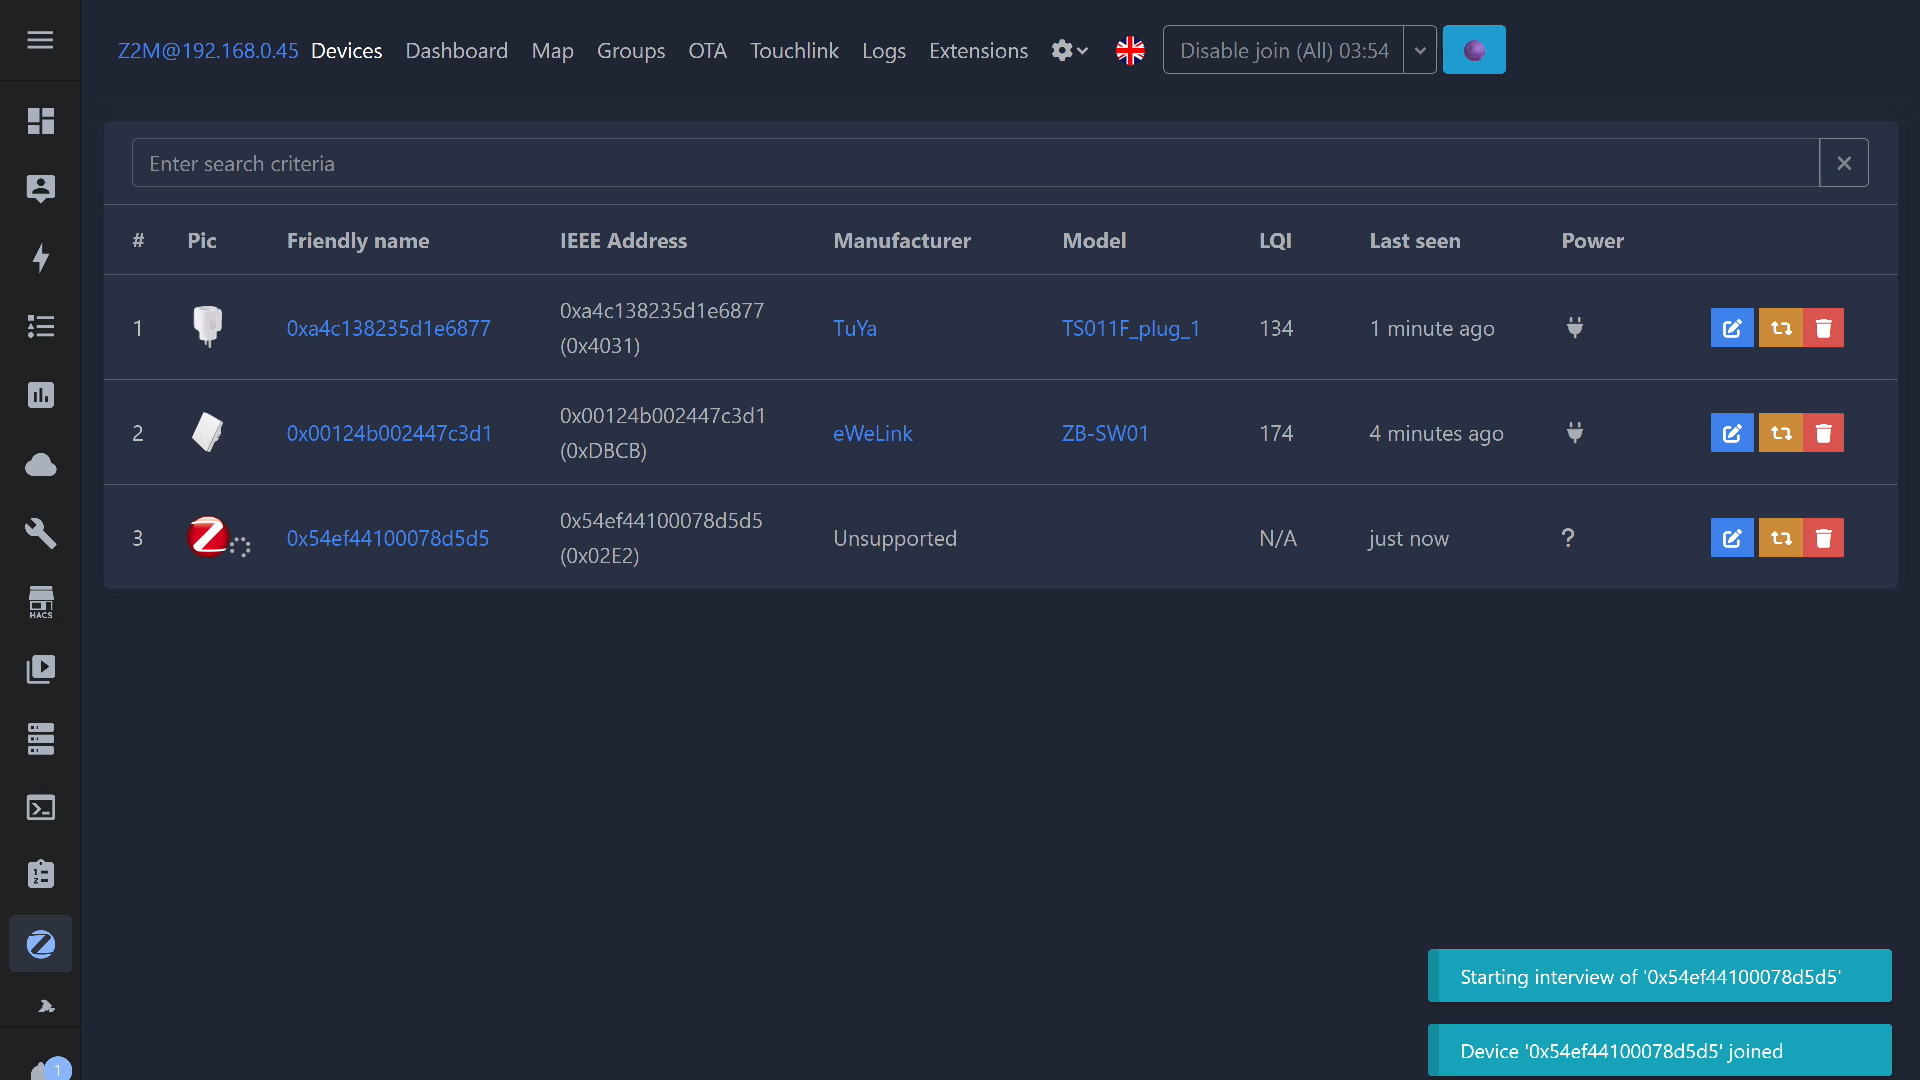 Z2M@192.168.0.45 Devices Dashboard Map Groups OTA Touchlink Logs Extensions Disable join (All) 03:54
Enter search criteria
# Pic Friendly name IEEE Address Manufacturer Model LQI Last seen Power
1 0xa4c138235d1e6877 0xa4c138235d1e6877 (0x4031) TuYa TS011F_plug_1 134 1 minute ago
2 0x00124b002447c3d1 0x00124b002447c3d1 (0xDBCB) eWeLink ZB-SW01 174 4 minutes ago
3 0x54ef44100078d5d5 0x54ef44100078d5d5 (0x02E2) Unsupported N/A just now ?
HACS
Starting interview of '0x54ef44100078d5d5'
Device '0x54ef44100078d5d5' joined
1